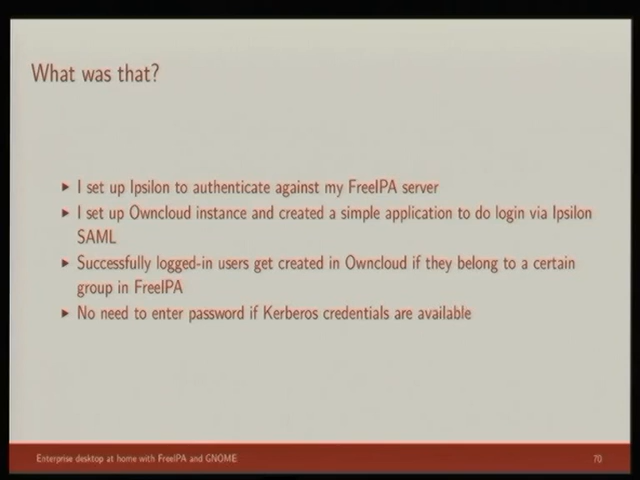 What was that?
▶ I set up Ipsilon to authenticate against my FreeIPA server
▶ I set up Owncloud instance and created a simple application to do login via Ipsilon
SAML
▶ Successfully logged-in users get created in Owncloud if they belong to a certain
group in FreeIPA
▶ No need to enter password if Kerberos credentials are available
Enterprise desktop at home with FreeIPA and GNOME
70